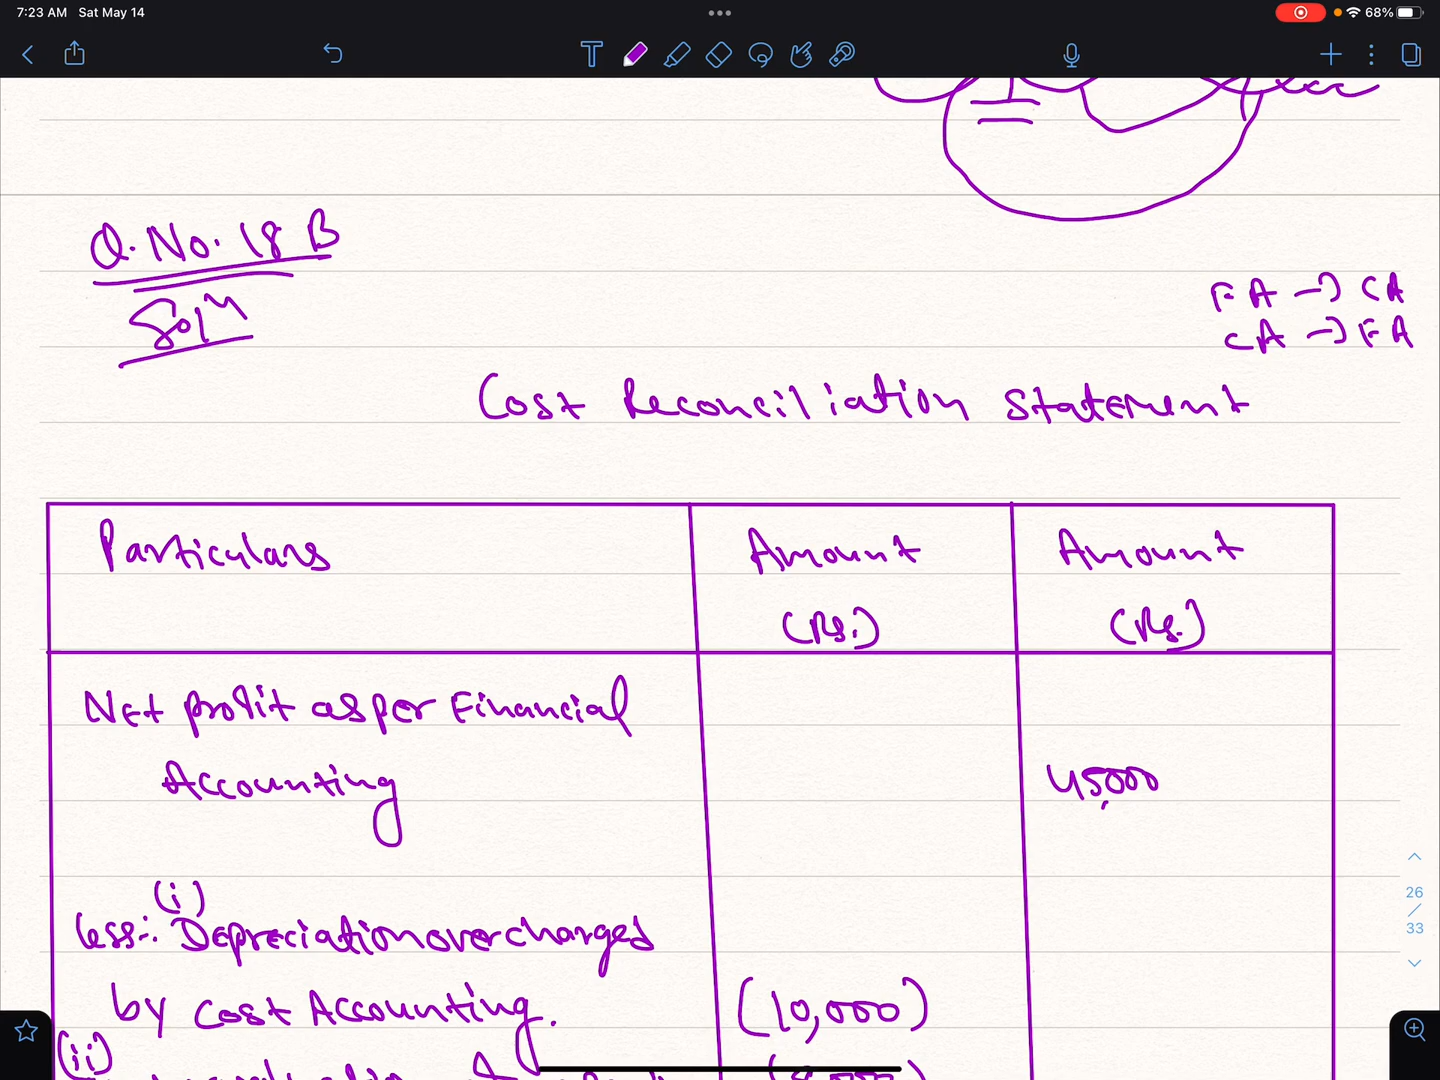 7:23 AM Sat May 14
68%
Q. No. 18 B
Sol^n
FA → CA
CA → FA
Cost Reconciliation Statement
Particulars Amount Amount
(Rs.) (Rs.)
Net profit as per Financial
Accounting 45,000
(i)
Less:- Depreciation overcharged
by Cost Accounting. (10,000)
(ii)
26
/
33